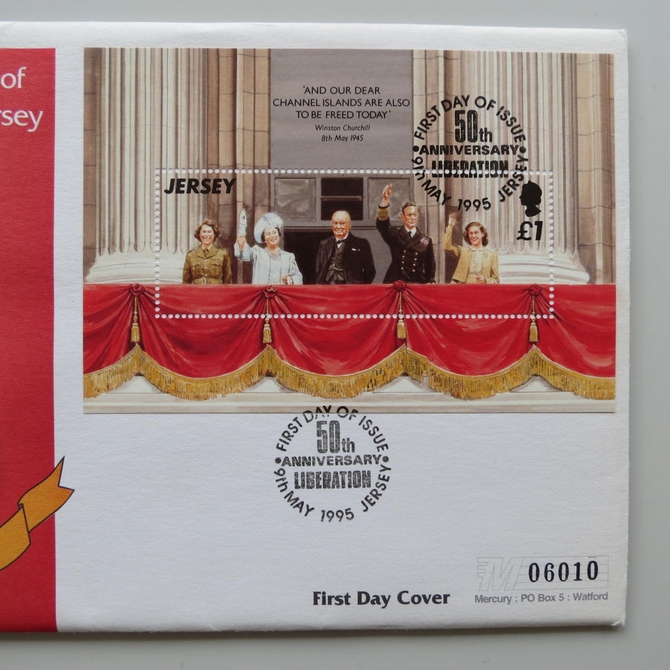 of
rsey
'AND OUR DEAR
CHANNEL ISLANDS ARE ALSO
TO BE FREED TODAY'
Winston Churchill
8th May 1945
JERSEY
£1
FIRST DAY OF ISSUE
50th
ANNIVERSARY
LIBERATION
9th MAY 1995 JERSEY
FIRST DAY OF ISSUE
50th
ANNIVERSARY
LIBERATION
9th MAY 1995 JERSEY
M
06010
First Day Cover
Mercury : PO Box 5 : Watford